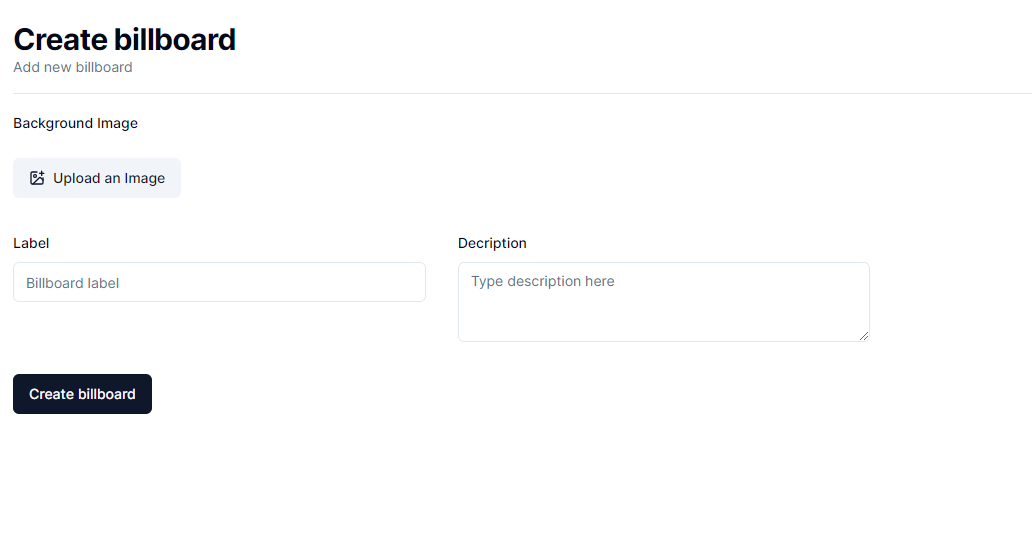 Create billboard
Add new billboard
Background Image
Upload an Image
Label
Decription
Billboard label
Type description here
Create billboard